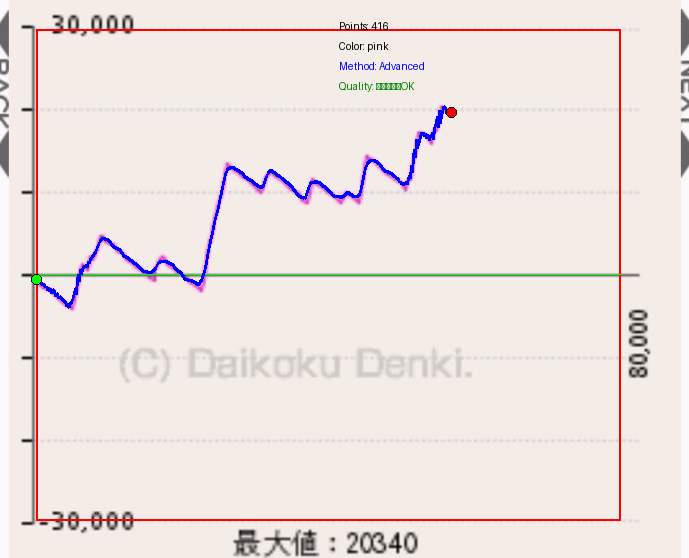 30,000
Points: 416
Color: pink
Method: Advanced
Quality: □□□□□OK
BACK
NEXT
80,000
(C) Daikoku Denki.
-30,000
最大値：20340